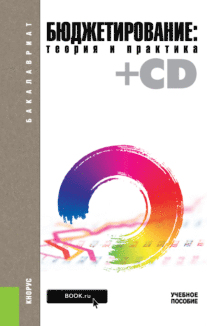 БАКАЛАВРИАТ
БЮДЖЕТИРОВАНИЕ:
теория и практика
+CD
BOOK.ru
КНОРУС
УЧЕБНОЕ
ПОСОБИЕ